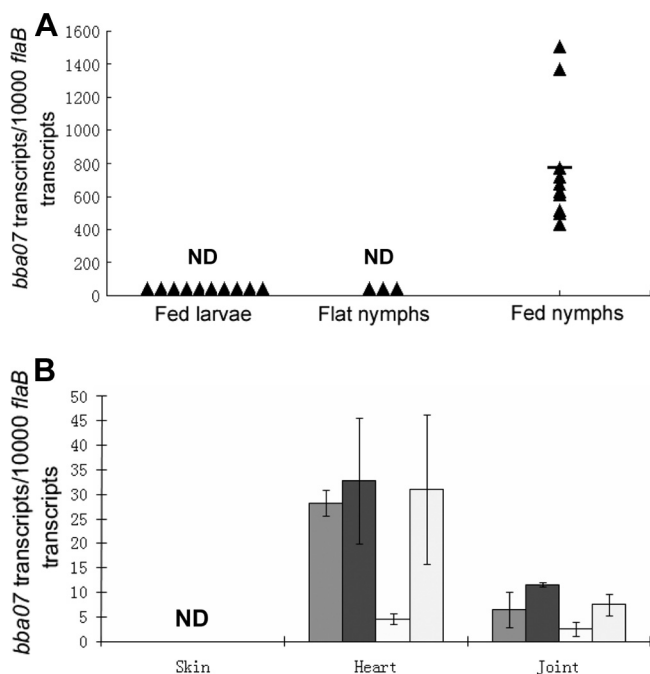 A
bba07 transcripts/10000 flaB
transcripts
1600
1400
1200
1000
800
600
400
200
0
ND
ND
Fed larvae
Flat nymphs
Fed nymphs
B
bba07 transcripts/10000 flaB
transcripts
50
45
40
35
30
25
20
15
10
5
0
ND
Skin
Heart
Joint